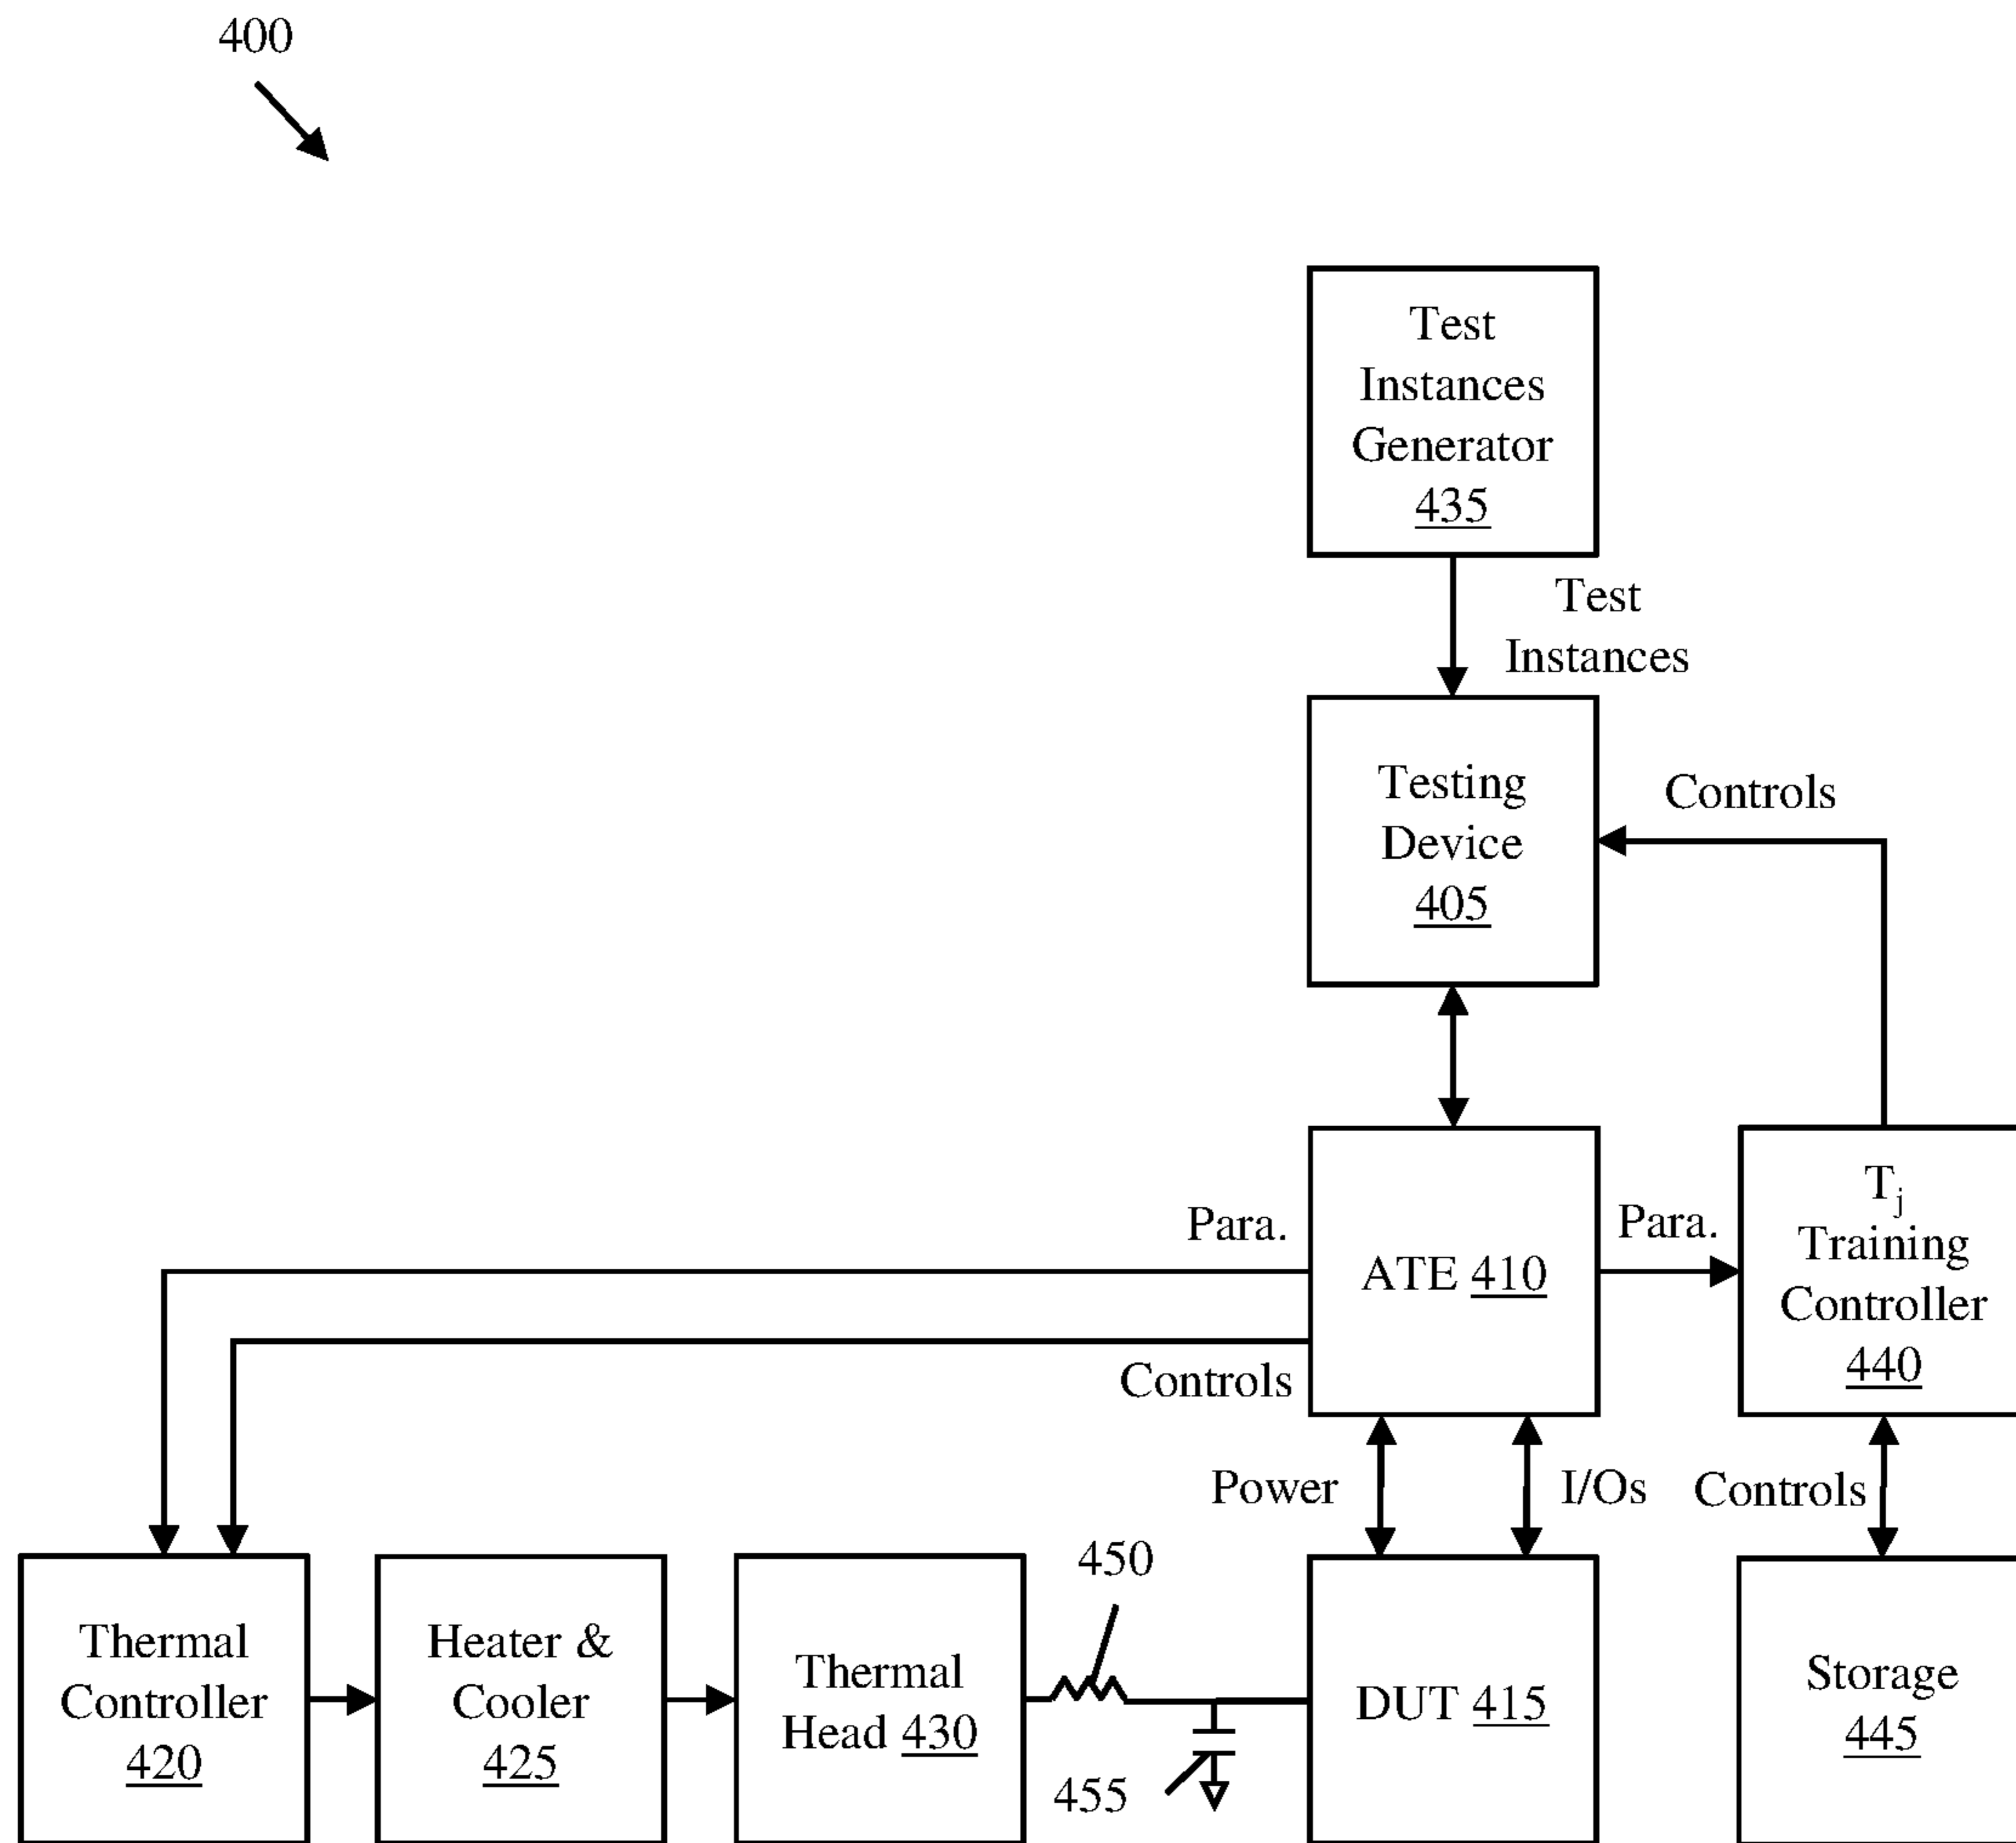 400
Test
Instances
Generator
435
Test
Instances
Testing
Device
405
Controls
Para.
Controls
ATE 410
Para.
Tj
Training
Controller
440
Power
I/Os
Controls
Thermal
Controller
420
Heater &
Cooler
425
Thermal
Head 430
450
455
DUT 415
Storage
445